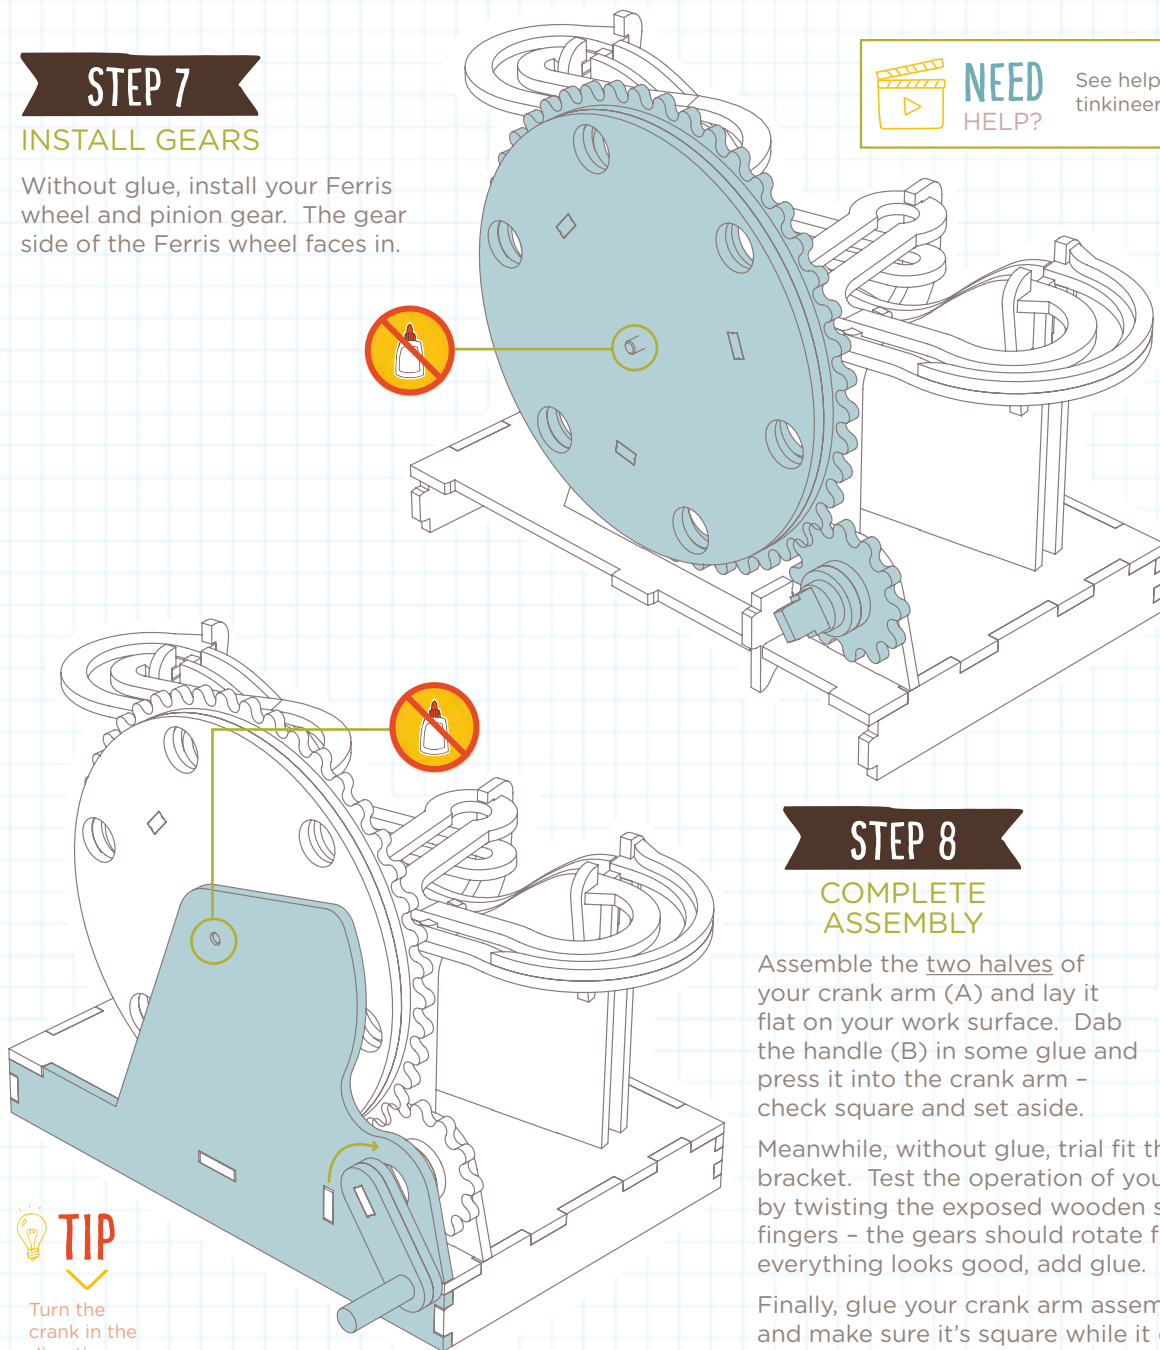 STEP 7
INSTALL GEARS
Without glue, install your Ferris
wheel and pinion gear. The gear
side of the Ferris wheel faces in.
NEED
HELP?
See help
tinkineer
STEP 8
COMPLETE
ASSEMBLY
Assemble the two halves of
your crank arm (A) and lay it
flat on your work surface. Dab
the handle (B) in some glue and
press it into the crank arm –
check square and set aside.
Meanwhile, without glue, trial fit th
bracket. Test the operation of you
by twisting the exposed wooden s
fingers – the gears should rotate f
everything looks good, add glue.
Finally, glue your crank arm assem
and make sure it's square while it
TIP
Turn the
crank in the